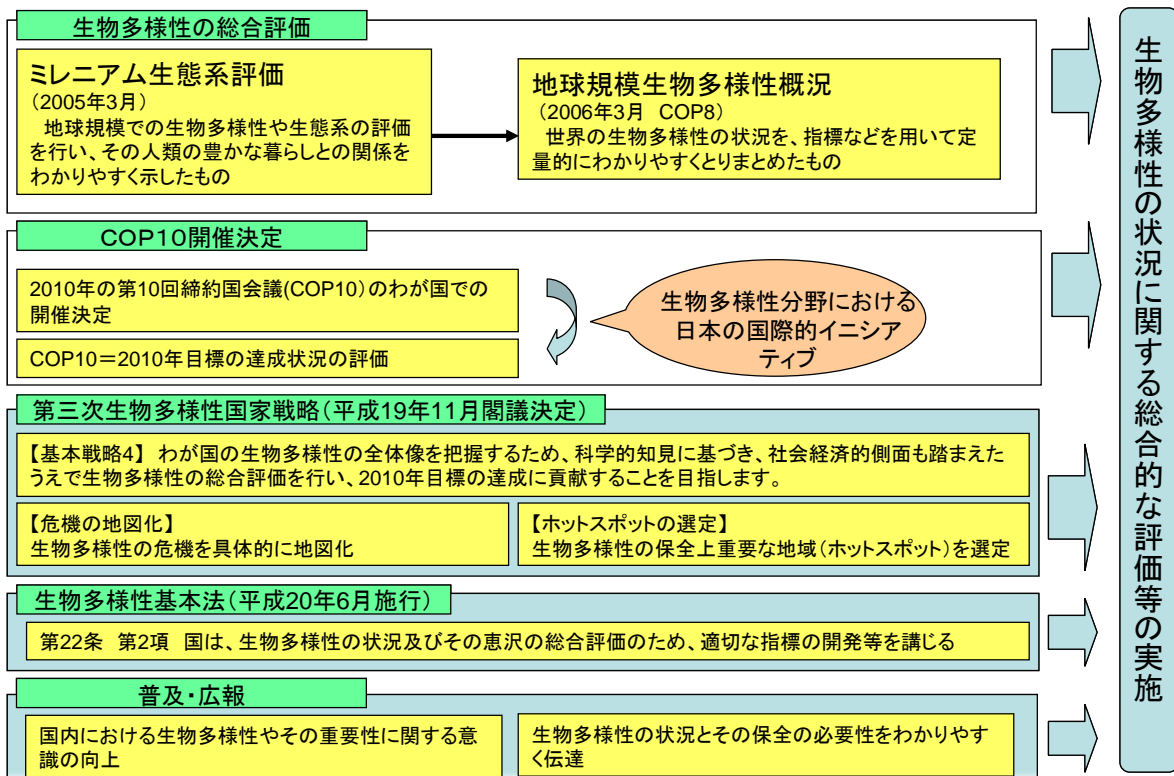 生物多様性の総合評価
ミレニアム生態系評価
（2005年3月）
地球規模での生物多様性や生態系の評価
を行い、その人類の豊かな暮らしとの関係を
わかりやすく示したもの
地球規模生物多様性概況
（2006年3月 COP8）
世界の生物多様性の状況を、指標などを用いて定
量的にわかりやすくとりまとめたもの
COP10開催決定
2010年の第10回締約国会議(COP10）のわが国での
開催決定
COP10＝2010年目標の達成状況の評価
生物多様性分野における
日本の国際的イニシア
ティブ
第三次生物多様性国家戦略（平成19年11月閣議決定）
【基本戦略4】 わが国の生物多様性の全体像を把握するため、科学的知見に基づき、社会経済的側面も踏まえた
うえで生物多様性の総合評価を行い、2010年目標の達成に貢献することを目指します。
【危機の地図化】
生物多様性の危機を具体的に地図化
【ホットスポットの選定】
生物多様性の保全上重要な地域（ホットスポット）を選定
生物多様性基本法（平成20年6月施行）
第22条 第2項 国は、生物多様性の状況及びその恵沢の総合評価のため、適切な指標の開発等を講じる
普及・広報
国内における生物多様性やその重要性に関する意
識の向上
生物多様性の状況とその保全の必要性をわかりやす
く伝達
生物多様性の状況に関する総合的な評価等の実施